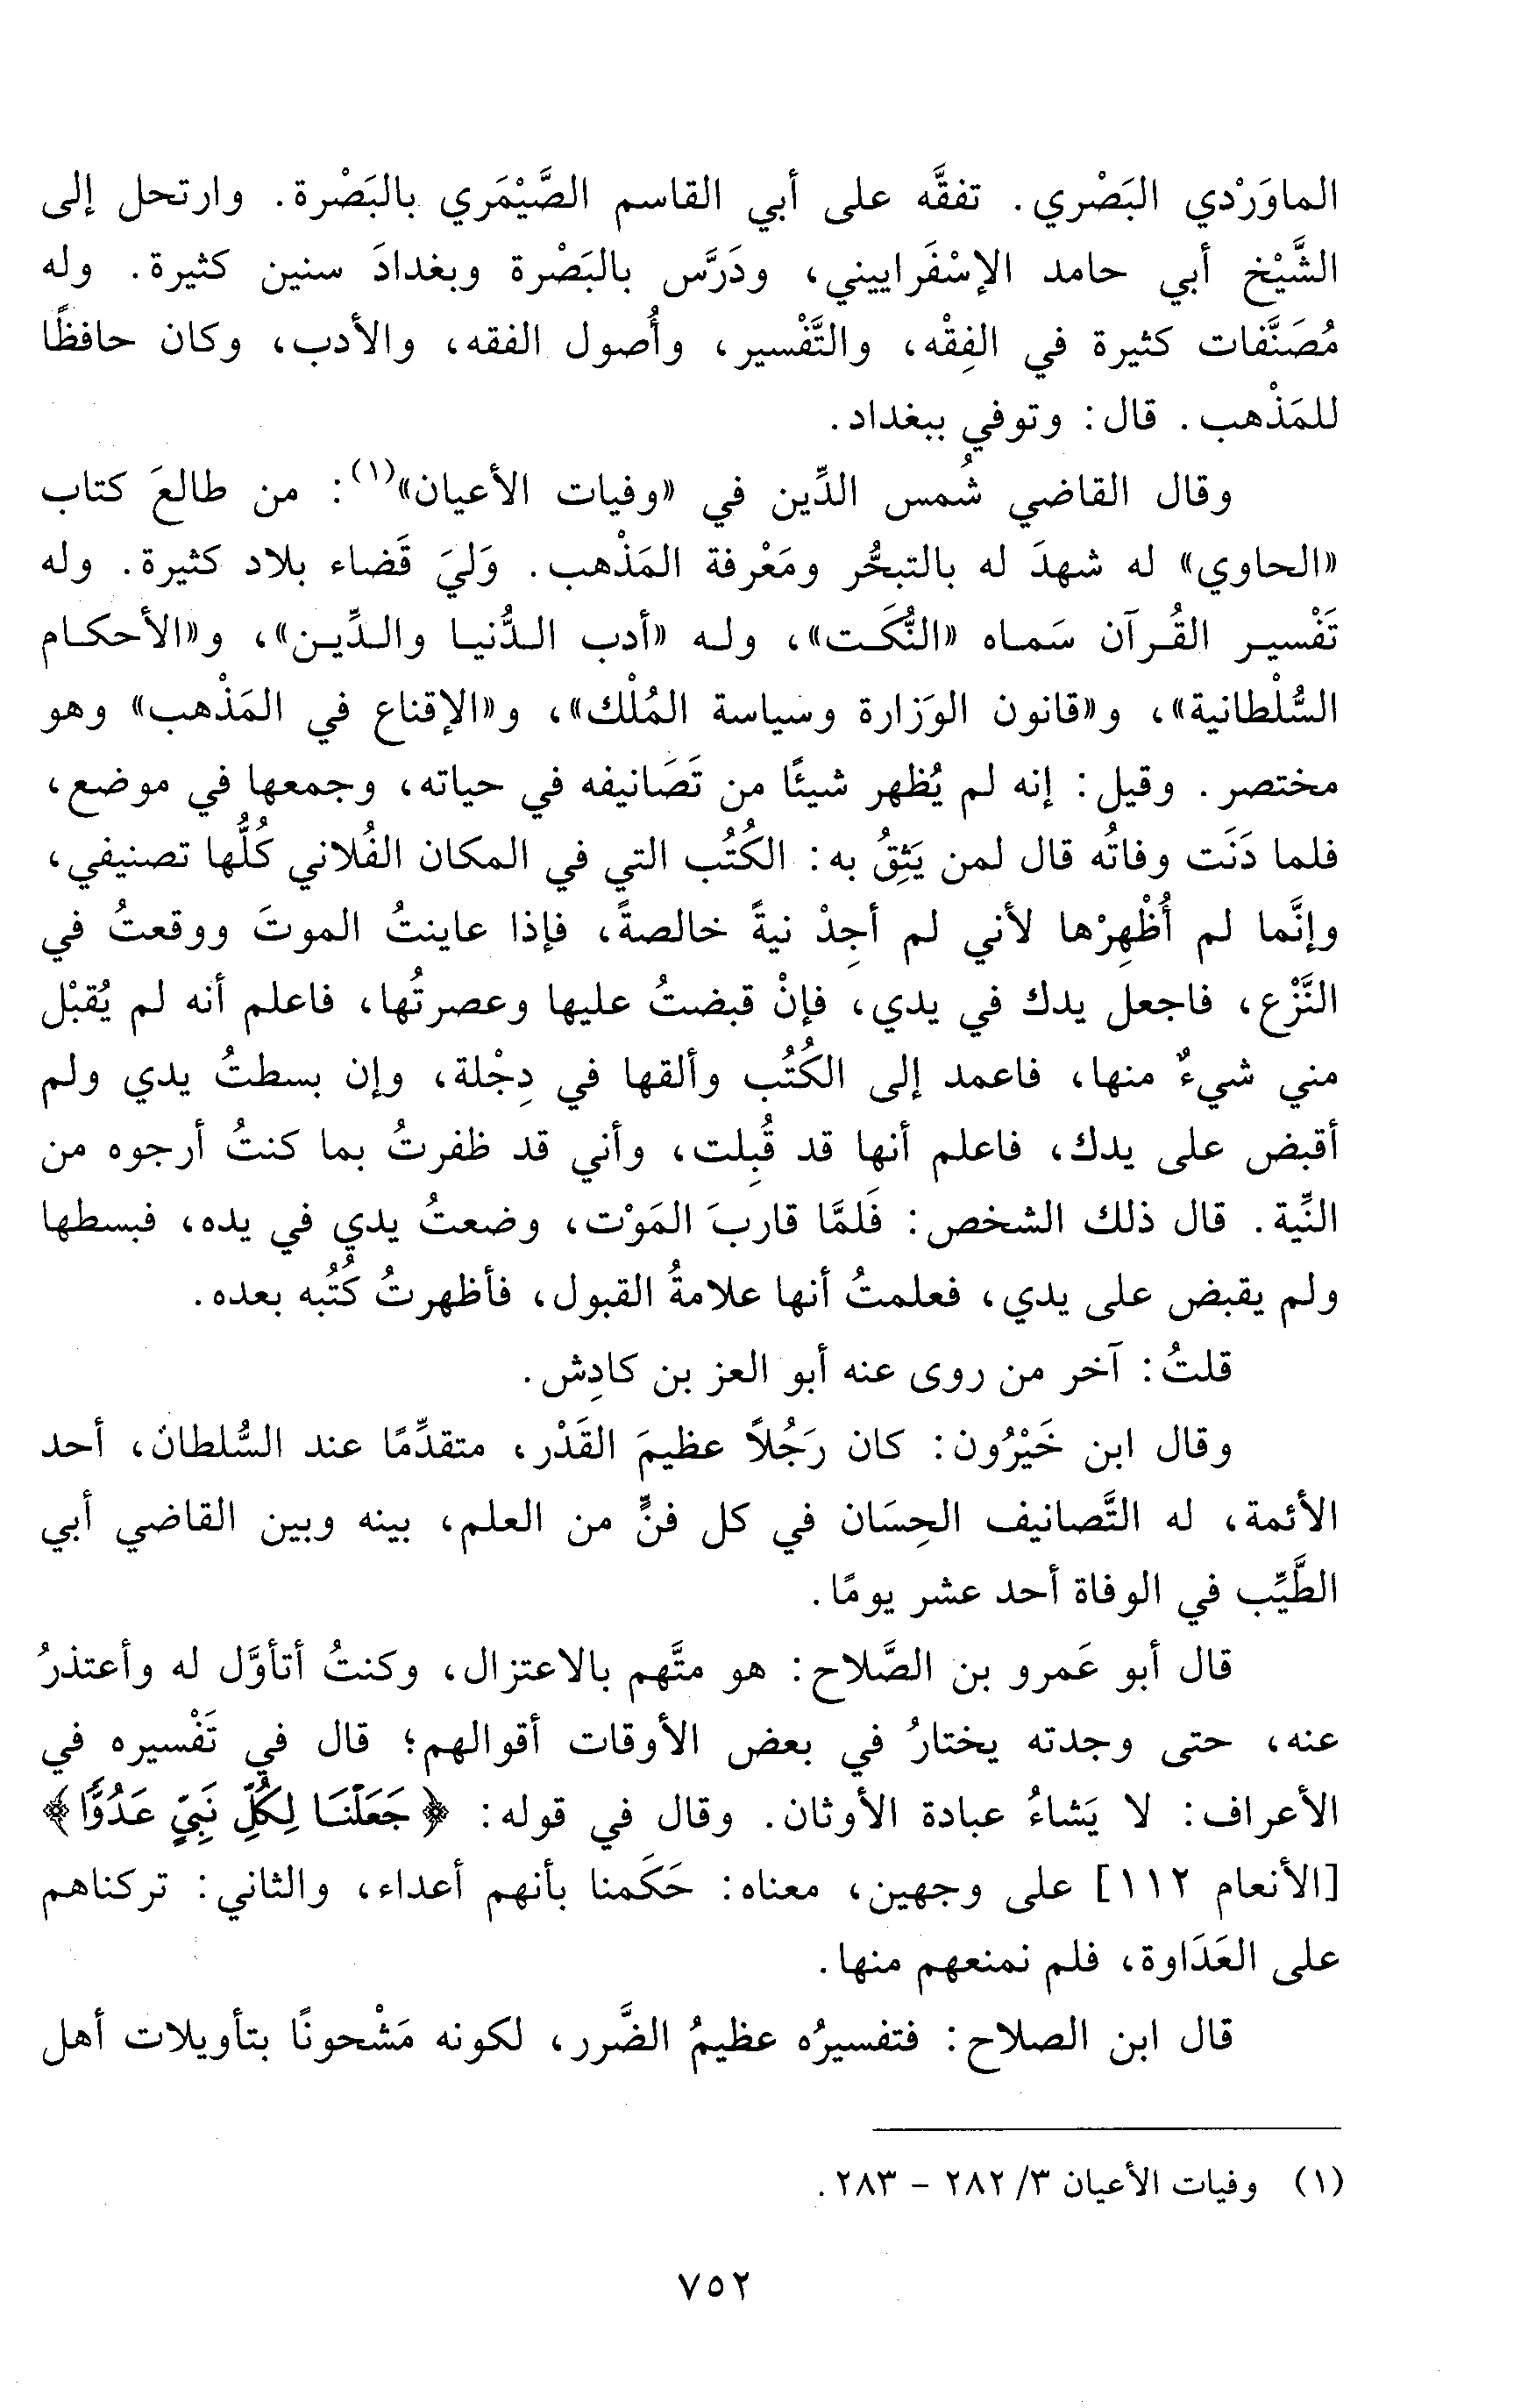 الماوَرْدي البَصْري. تفقَّه على أبي القاسم الصَّيْمَري بالبَصْرة. وارتحل إلى
الشَّيْخ أبي حامد الإسْفَراييني، ودَرَّس بالبَصْرة وبغدادَ سنين كثيرة. وله
مُصَنَّفات كثيرة في الفِقْه، والتَّفْسير، وأُصول الفقه، والأدب، وكان حافظًا
للمَذْهب. قال: وتوفي ببغداد.
وقال القاضي شُمس الدِّين في «وفيات الأعيان»(١): من طالعَ كتاب
«الحاوي» له شهدَ له بالتبحُّر ومَعْرفة المَذْهب. وَليَ قَضاء بلاد كثيرة. وله
تَفْسيـر القُـرآن سَمـاه «النُّكَـت»، ولـه «أدب الـدُّنيـا والـدِّيـن»، و«الأحكـام
السُّلْطانية»، و«قانون الوَزارة وسياسة المُلْك»، و«الإقناع في المَذْهب» وهو
مختصر. وقيل: إنه لم يُظهر شيئًا من تَصَانيفه في حياته، وجمعها في موضع،
فلما دَنَت وفاتُه قال لمن يَثِقُ به: الكُتُب التي في المكان الفُلاني كُلُّها تصنيفي،
وإنَّما لم أُظْهِرْها لأني لم أجِدْ نيةً خالصةً، فإذا عاينتُ الموتَ ووقعتُ في
النَّزْع، فاجعل يدك في يدي، فإنْ قبضتُ عليها وعصرتُها، فاعلم أنه لم يُقبْل
مني شيءٌ منها، فاعمد إلى الكُتُب وألقها في دِجْلة، وإن بسطتُ يدي ولم
أقبض على يدك، فاعلم أنها قد قُبِلت، وأني قد ظفرتُ بما كنتُ أرجوه من
النِّية. قال ذلك الشخص: فَلمَّا قاربَ المَوْت، وضعتُ يدي في يده، فبسطها
ولم يقبض على يدي، فعلمتُ أنها علامةُ القبول، فأظهرتُ كُتُبه بعده.
قلتُ: آخر من روى عنه أبو العز بن كادِش.
وقال ابن خَيْرُون: كان رَجُلاً عظيمَ القَدْر، متقدِّمًا عند السُّلطان، أحد
الأئمة، له التَّصانيف الحِسَان في كل فنٍّ من العلم، بينه وبين القاضي أبي
الطَّيِّب في الوفاة أحد عشر يومًا.
قال أبو عَمرو بن الصَّلاح: هو متَّهم بالاعتزال، وكنتُ أتأوَّل له وأعتذرُ
عنه، حتى وجدته يختارُ في بعض الأوقات أقوالهم؛ قال في تَفْسيره في
الأعراف: لا يَشاءُ عبادة الأوثان. وقال في قوله: ﴿جَعَلْنَا لِكُلِّ نَبِيٍّ عَدُوًّا﴾
[الأنعام ١١٢] على وجهين، معناه: حَكَمنا بأنهم أعداء، والثاني: تركناهم
على العَدَاوة، فلم نمنعهم منها.
قال ابن الصلاح: فتفسيرُه عظيمُ الضَّرر، لكونه مَشْحونًا بتأويلات أهل
(١) وفيات الأعيان ٣/ ٢٨٢ - ٢٨٣.
٧٥٢